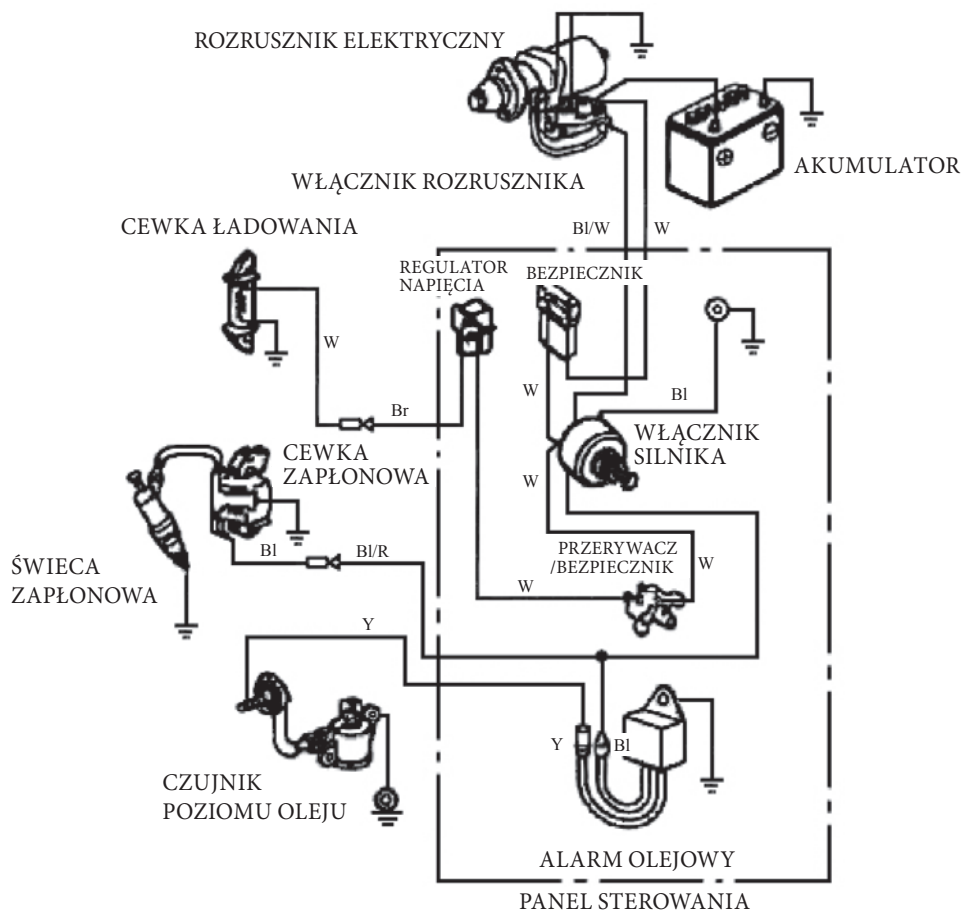 ROZRUSZNIK ELEKTRYCZNY
AKUMULATOR
WŁĄCZNIK ROZRUSZNIKA
CEWKA ŁADOWANIA
Bl/W
W
REGULATOR
NAPIĘCIA
BEZPIECZNIK
W
W
Bl
Br
WŁĄCZNIK
SILNIKA
CEWKA
ZAPŁONOWA
W
Bl
Bl/R
PRZERYWACZ
/BEZPIECZNIK
W
ŚWIECA
ZAPŁONOWA
W
Y
Y
Bl
CZUJNIK
POZIOMU OLEJU
ALARM OLEJOWY
PANEL STEROWANIA